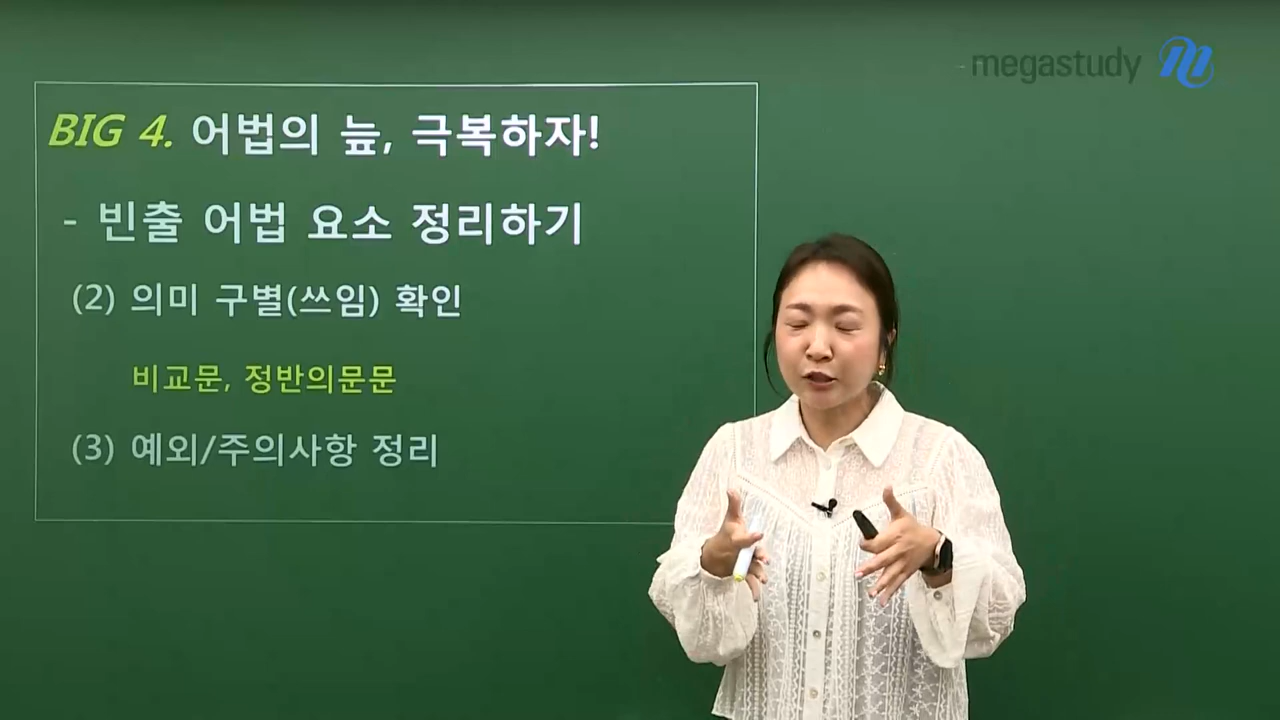 megastudy
BIG 4. 어법의 늪, 극복하자!
- 빈출 어법 요소 정리하기
(2) 의미 구별(쓰임) 확인
비교문, 정반의문문
(3) 예외/주의사항 정리